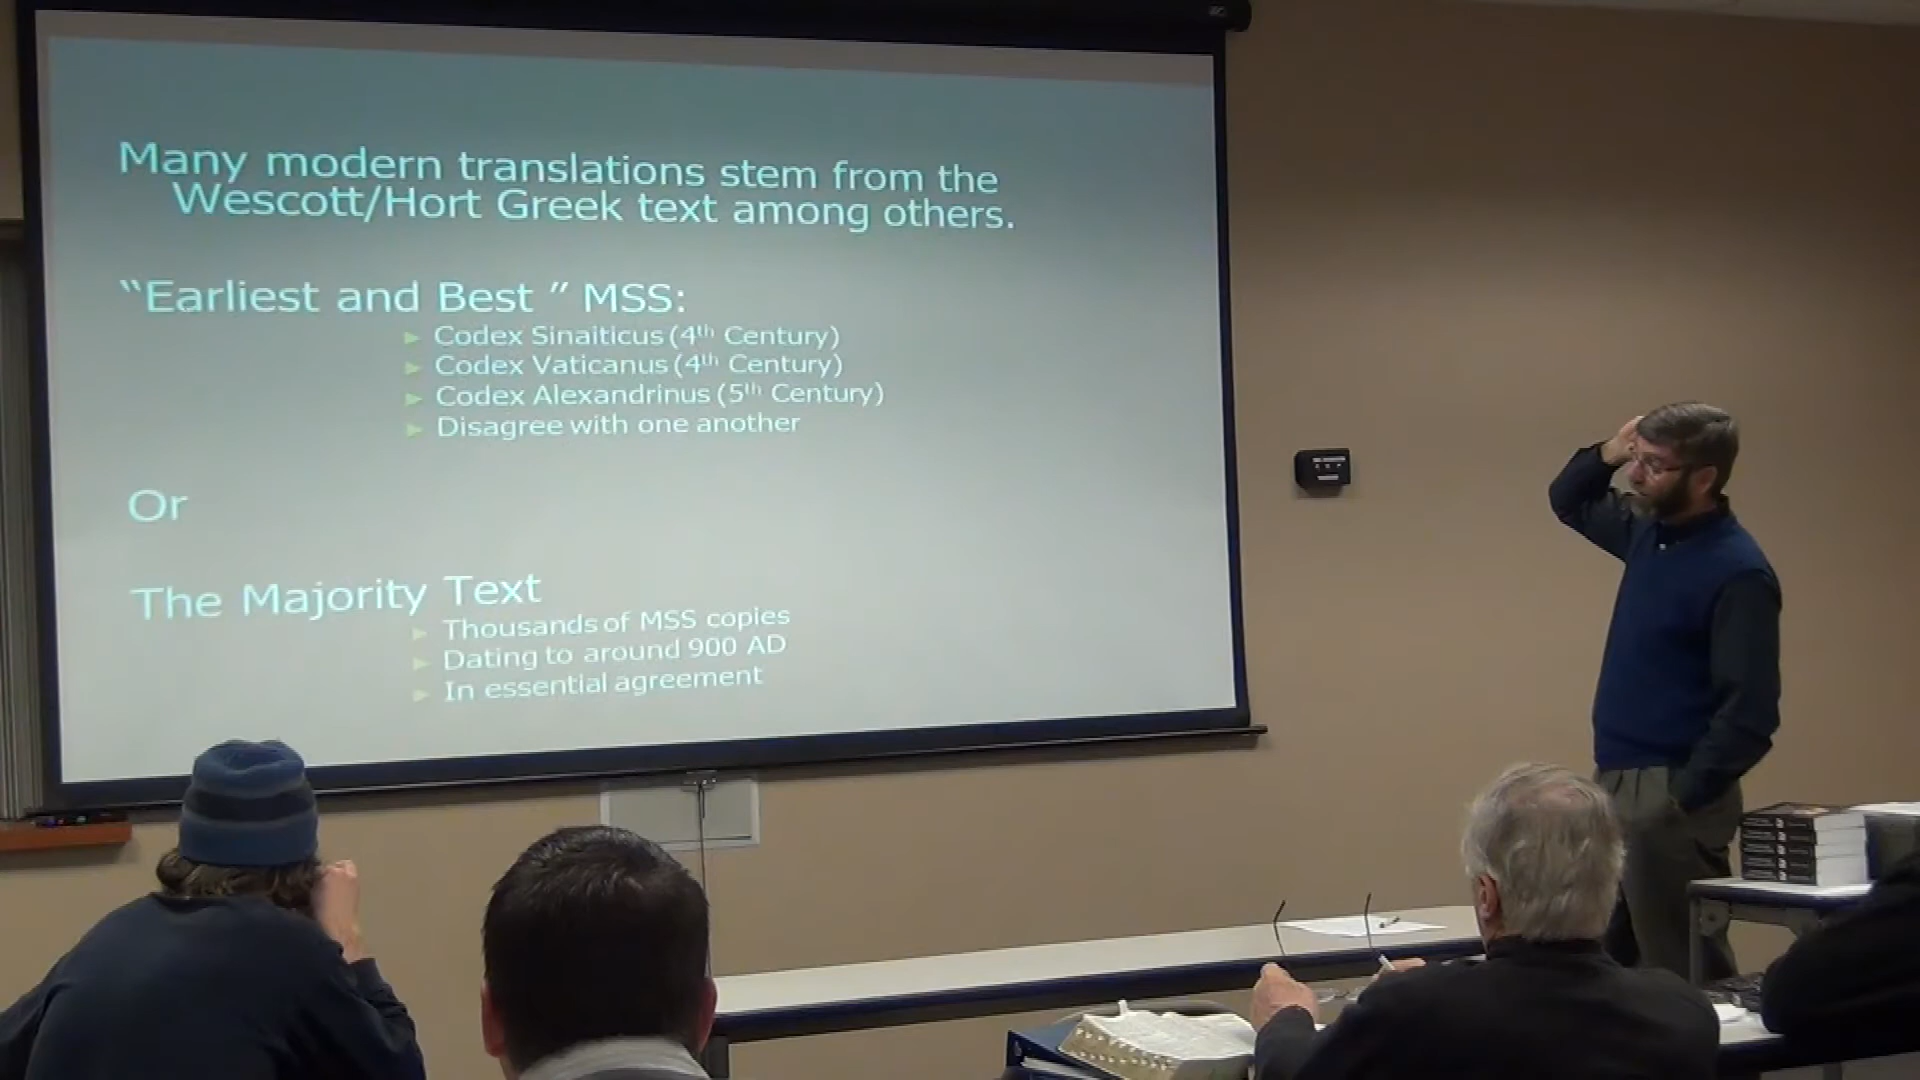 Many modern translations stem from the
Wescott/Hort Greek text among others.
“Earliest and Best ” MSS:
► Codex Sinaiticus (4th Century)
► Codex Vaticanus (4th Century)
► Codex Alexandrinus (5th Century)
► Disagree with one another
Or
The Majority Text
► Thousands of MSS copies
► Dating to around 900 AD
► In essential agreement